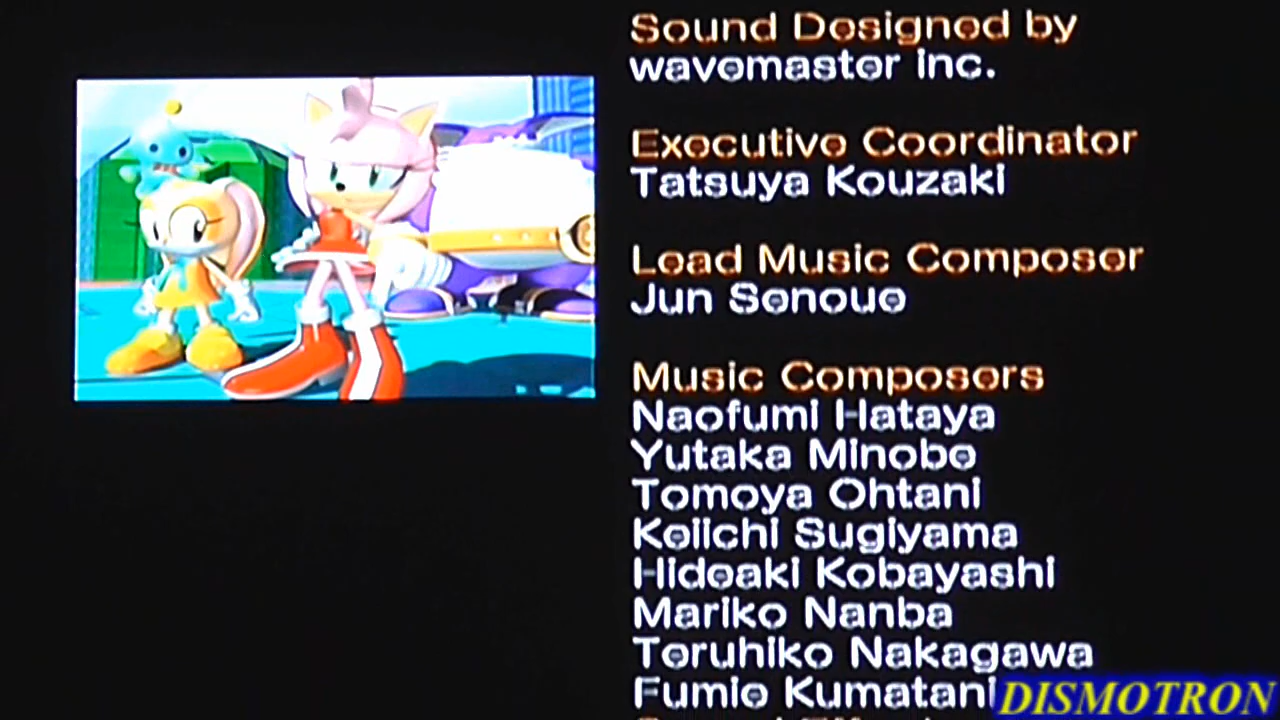 Sound Designed by
wavemaster inc.
Executive Coordinator
Tatsuya Kouzaki
Lead Music Composer
Jun Senoue
Music Composers
Naofumi Hataya
Yutaka Minobe
Tomoya Ohtani
Keiichi Sugiyama
Hideaki Kobayashi
Mariko Nanba
Teruhiko Nakagawa
Fumie Kumatani
DISMOTRON